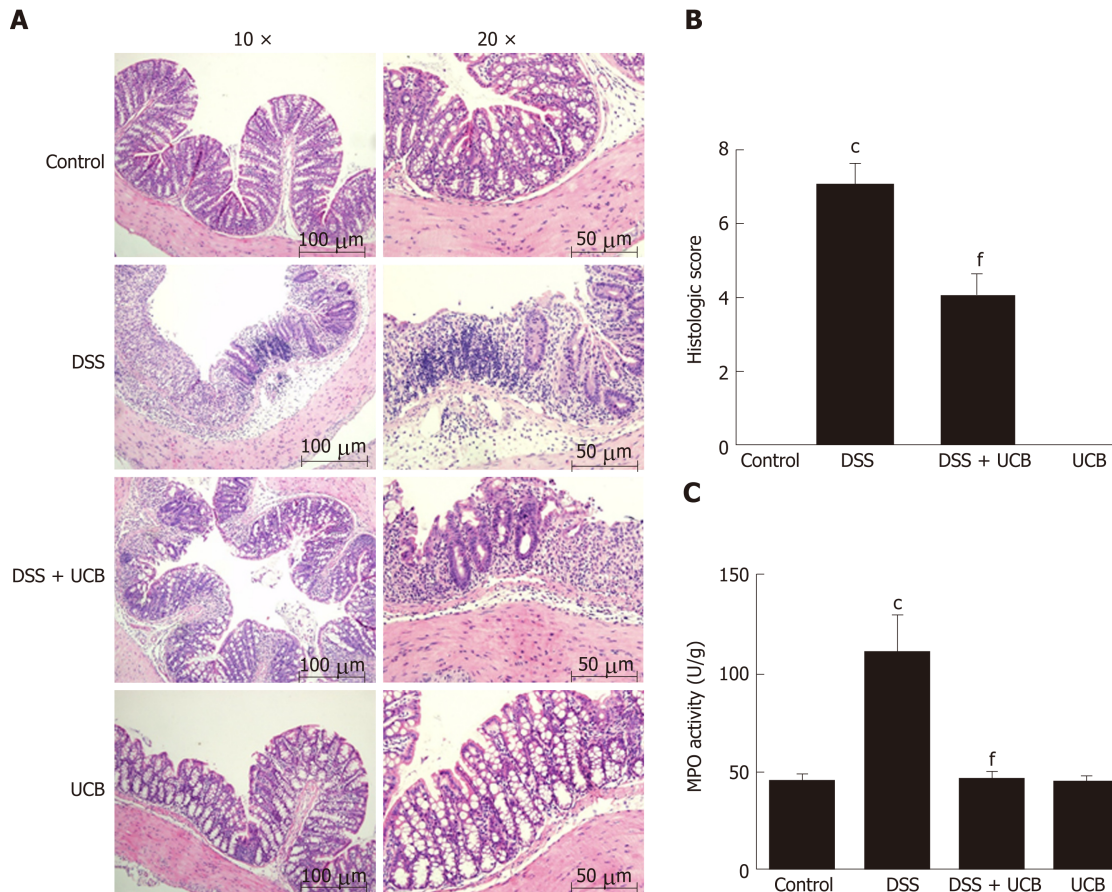 A
10 ×
20 ×
Control
100 μm
50 μm
DSS
100 μm
50 μm
DSS + UCB
100 μm
50 μm
UCB
100 μm
50 μm
B
Histologic score
8
6
4
2
0
c
f
Control
DSS
DSS + UCB
UCB
C
MPO activity (U/g)
150
100
50
0
c
f
Control
DSS
DSS + UCB
UCB